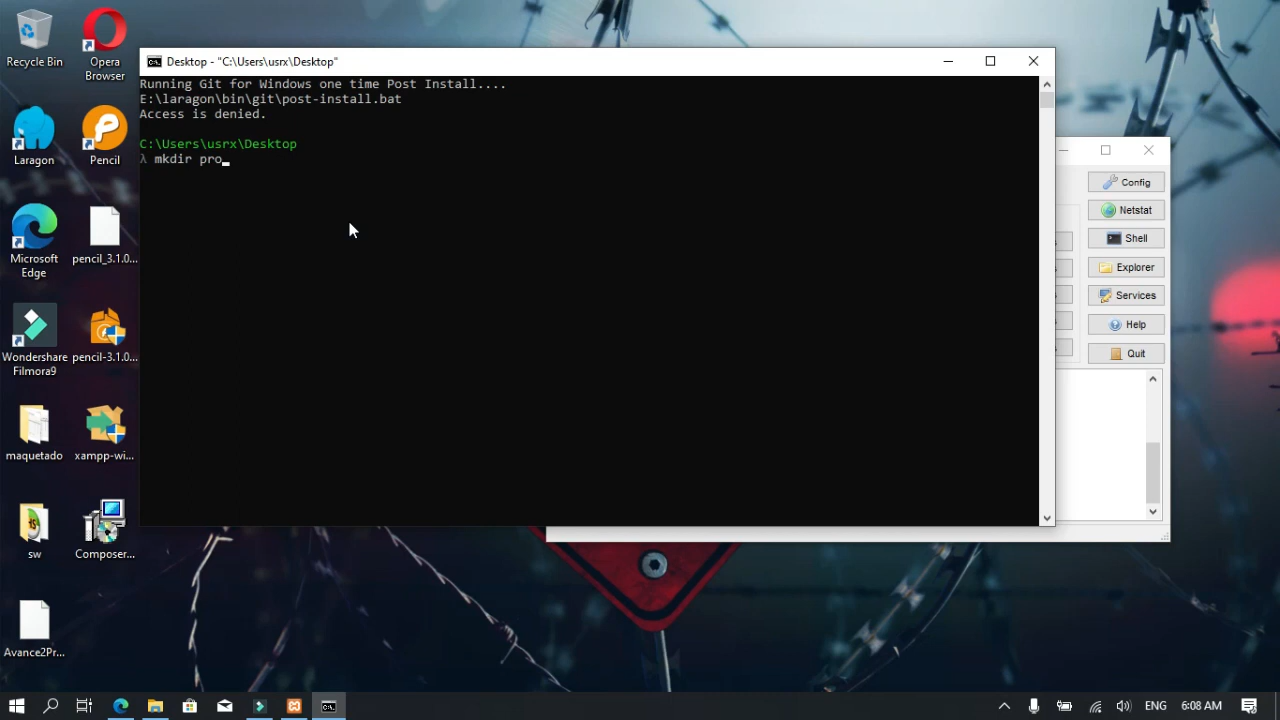 Recycle Bin
Opera
Browser
Laragon
Pencil
Microsoft
Edge
pencil_3.1.0...
Wondershare
Filmora9
pencil-3.1.0...
maquetado
xampp-wi...
sw
Composer...
Avance2Pr...
Desktop - "C:\Users\usrx\Desktop"
Running Git for Windows one time Post Install....
E:\laragon\bin\git\post-install.bat
Access is denied.
C:\Users\usrx\Desktop
λ mkdir pro
Config
Netstat
Shell
Explorer
Services
Help
Quit
ENG
6:08 AM